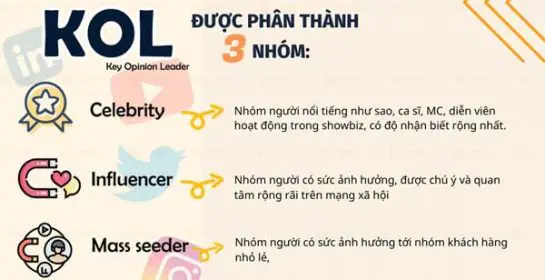 KOL
Key Opinion Leader
ĐƯỢC PHÂN THÀNH
3 NHÓM:
Celebrity
Nhóm người nổi tiếng như sao, ca sĩ, MC, diễn viên
hoạt động trong showbiz, có độ nhận biết rộng nhất.
Influencer
Nhóm người có sức ảnh hưởng, được chú ý và quan
tâm rộng rãi trên mạng xã hội
Mass seeder
Nhóm người có sức ảnh hưởng tới nhóm khách hàng
nhỏ lẻ,